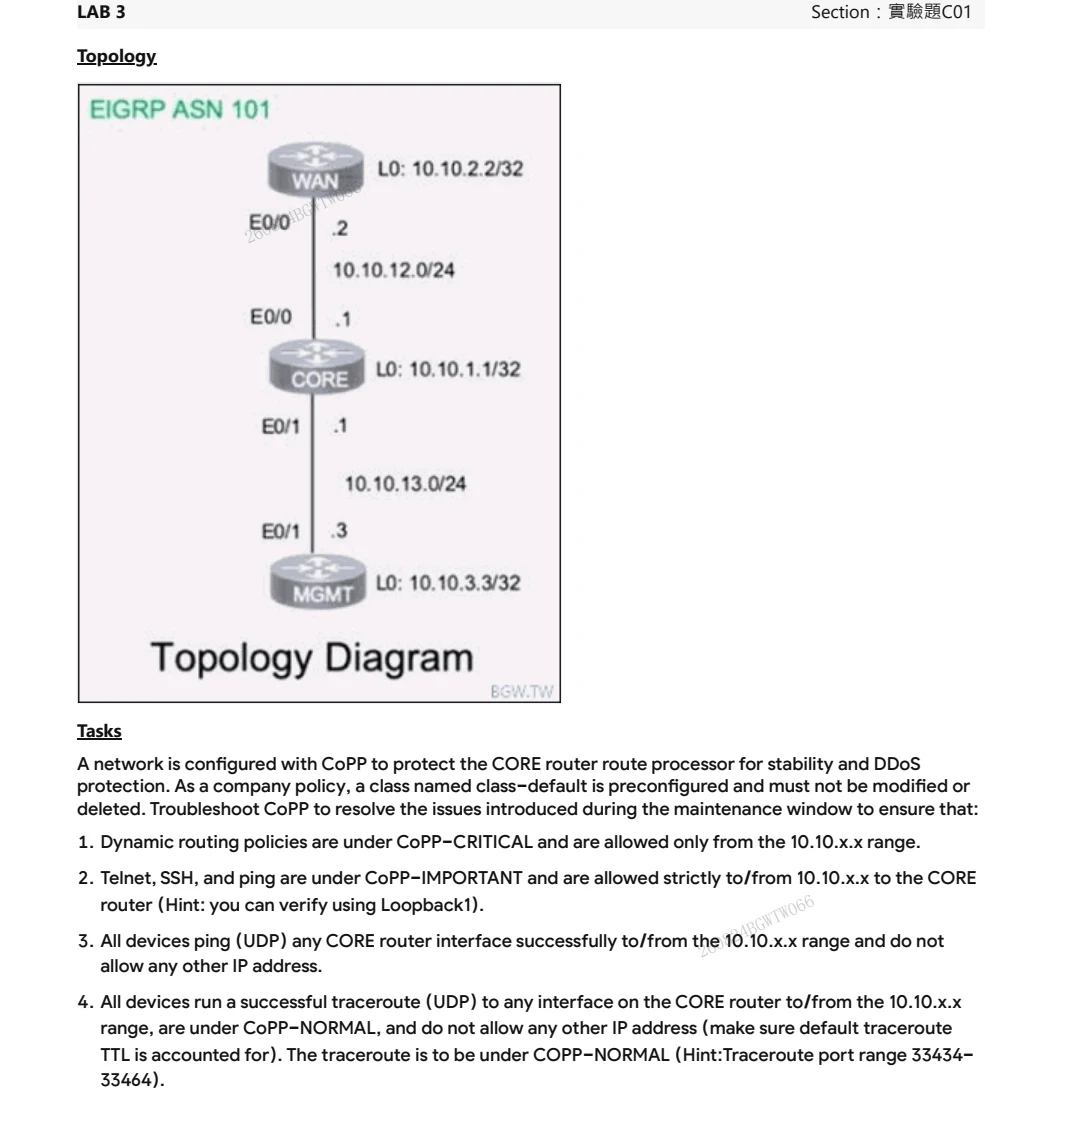 LAB 3
Section：實驗題C01
Topology
EIGRP ASN 101
WAN
L0: 10.10.2.2/32
E0/0
.2
10.10.12.0/24
E0/0
.1
CORE
L0: 10.10.1.1/32
E0/1
.1
10.10.13.0/24
E0/1
.3
MGMT
L0: 10.10.3.3/32
Topology Diagram
BGW.TW
Tasks
A network is configured with CoPP to protect the CORE router route processor for stability and DDoS
protection. As a company policy, a class named class-default is preconfigured and must not be modified or
deleted. Troubleshoot CoPP to resolve the issues introduced during the maintenance window to ensure that:
1. Dynamic routing policies are under CoPP-CRITICAL and are allowed only from the 10.10.x.x range.
2. Telnet, SSH, and ping are under CoPP-IMPORTANT and are allowed strictly to/from 10.10.x.x to the CORE
router (Hint: you can verify using Loopback1).
3. All devices ping (UDP) any CORE router interface successfully to/from the 10.10.x.x range and do not
allow any other IP address.
4. All devices run a successful traceroute (UDP) to any interface on the CORE router to/from the 10.10.x.x
range, are under CoPP-NORMAL, and do not allow any other IP address (make sure default traceroute
TTL is accounted for). The traceroute is to be under COPP-NORMAL (Hint:Traceroute port range 33434-
33464).